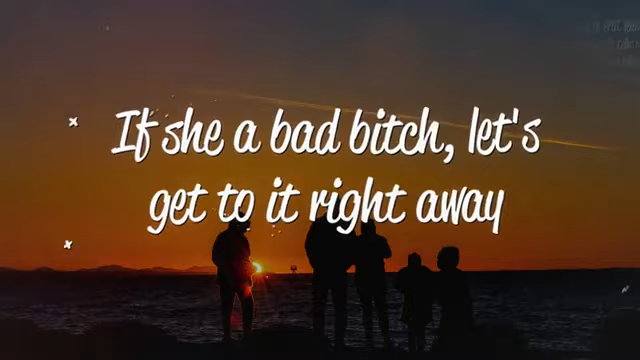 If she a bad bitch, let's
get to it right away